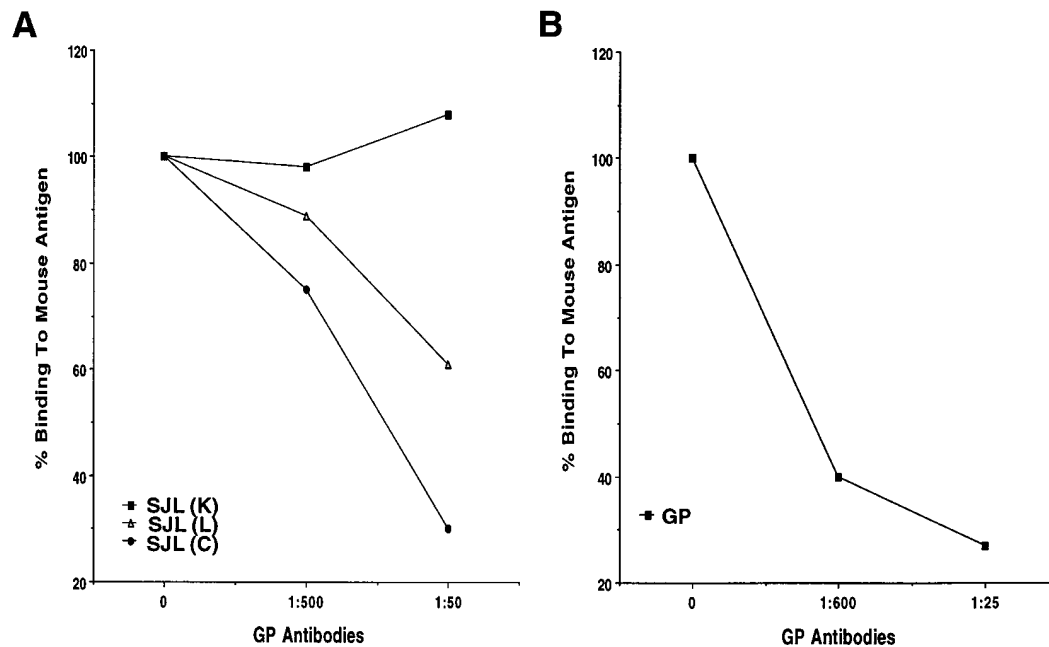 A
% Binding To Mouse Antigen
120
100
80
60
40
20
SJL (K)
SJL (L)
SJL (C)
0 1:500 1:50
GP Antibodies
B
% Binding To Mouse Antigen
120
100
80
60
40
20
GP
0 1:600 1:25
GP Antibodies